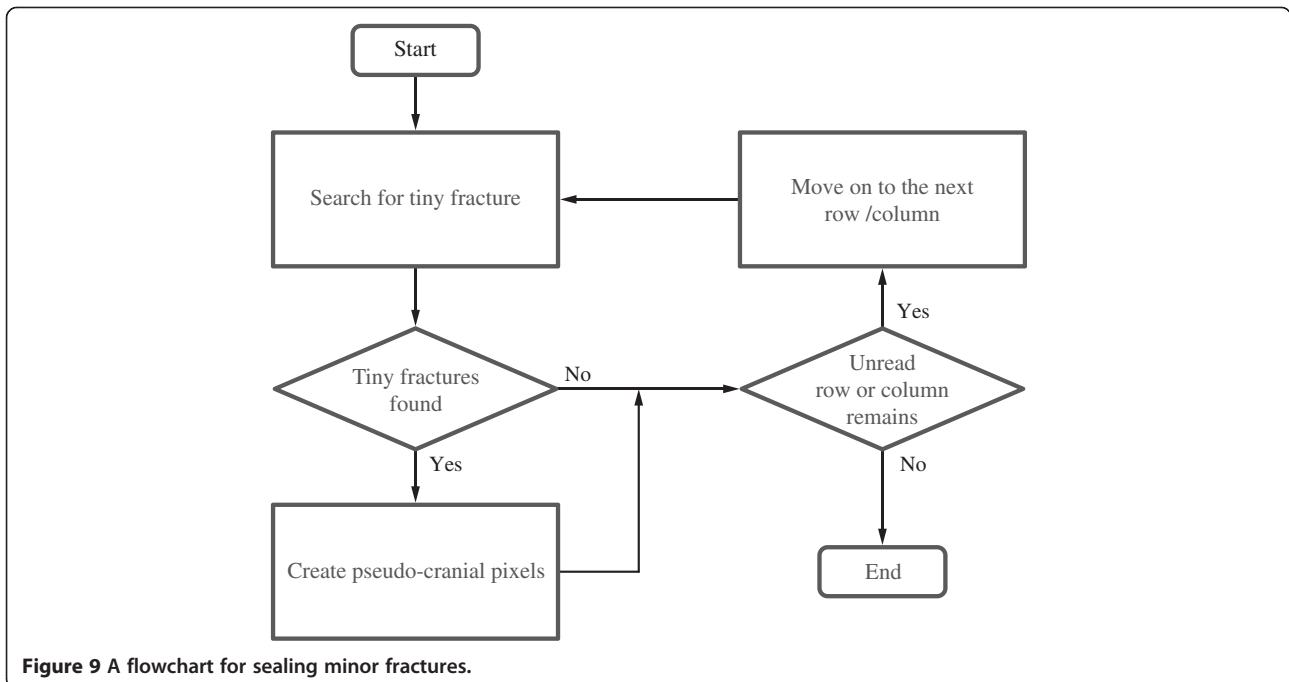 Start
Search for tiny fracture
Move on to the next
row /column
Yes
Tiny fractures
found
No
Unread
row or column
remains
Yes
No
Create pseudo-cranial pixels
End
Figure 9 A flowchart for sealing minor fractures.